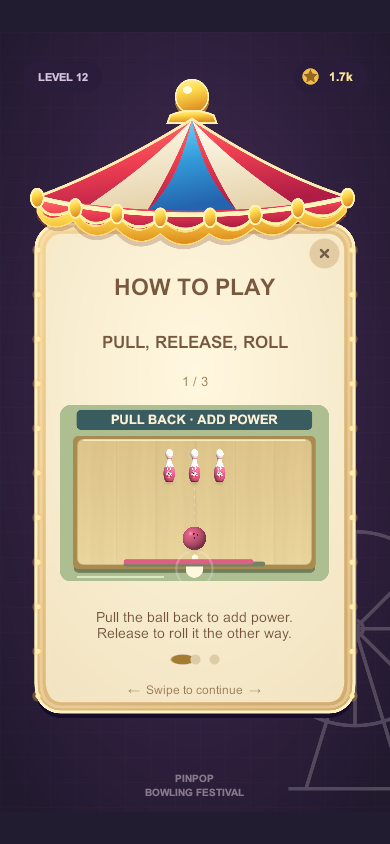 LEVEL 12
1.7k
HOW TO PLAY
PULL, RELEASE, ROLL
1 / 3
PULL BACK · ADD POWER
Pull the ball back to add power.
Release to roll it the other way.
← Swipe to continue →
PINPOP
BOWLING FESTIVAL